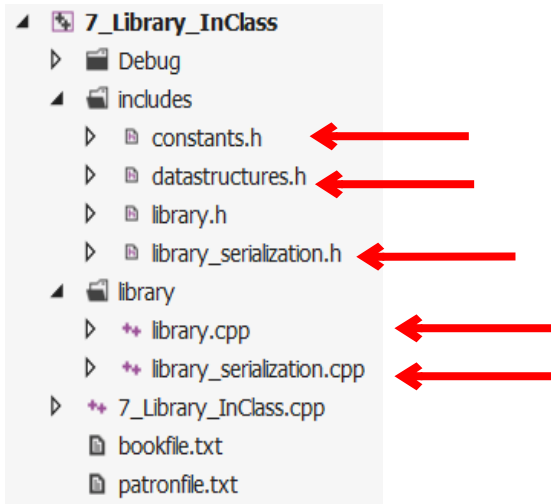 7_Library_InClass
Debug
includes
constants.h
datastructures.h
library.h
library_serialization.h
library
library.cpp
library_serialization.cpp
7_Library_InClass.cpp
bookfile.txt
patronfile.txt